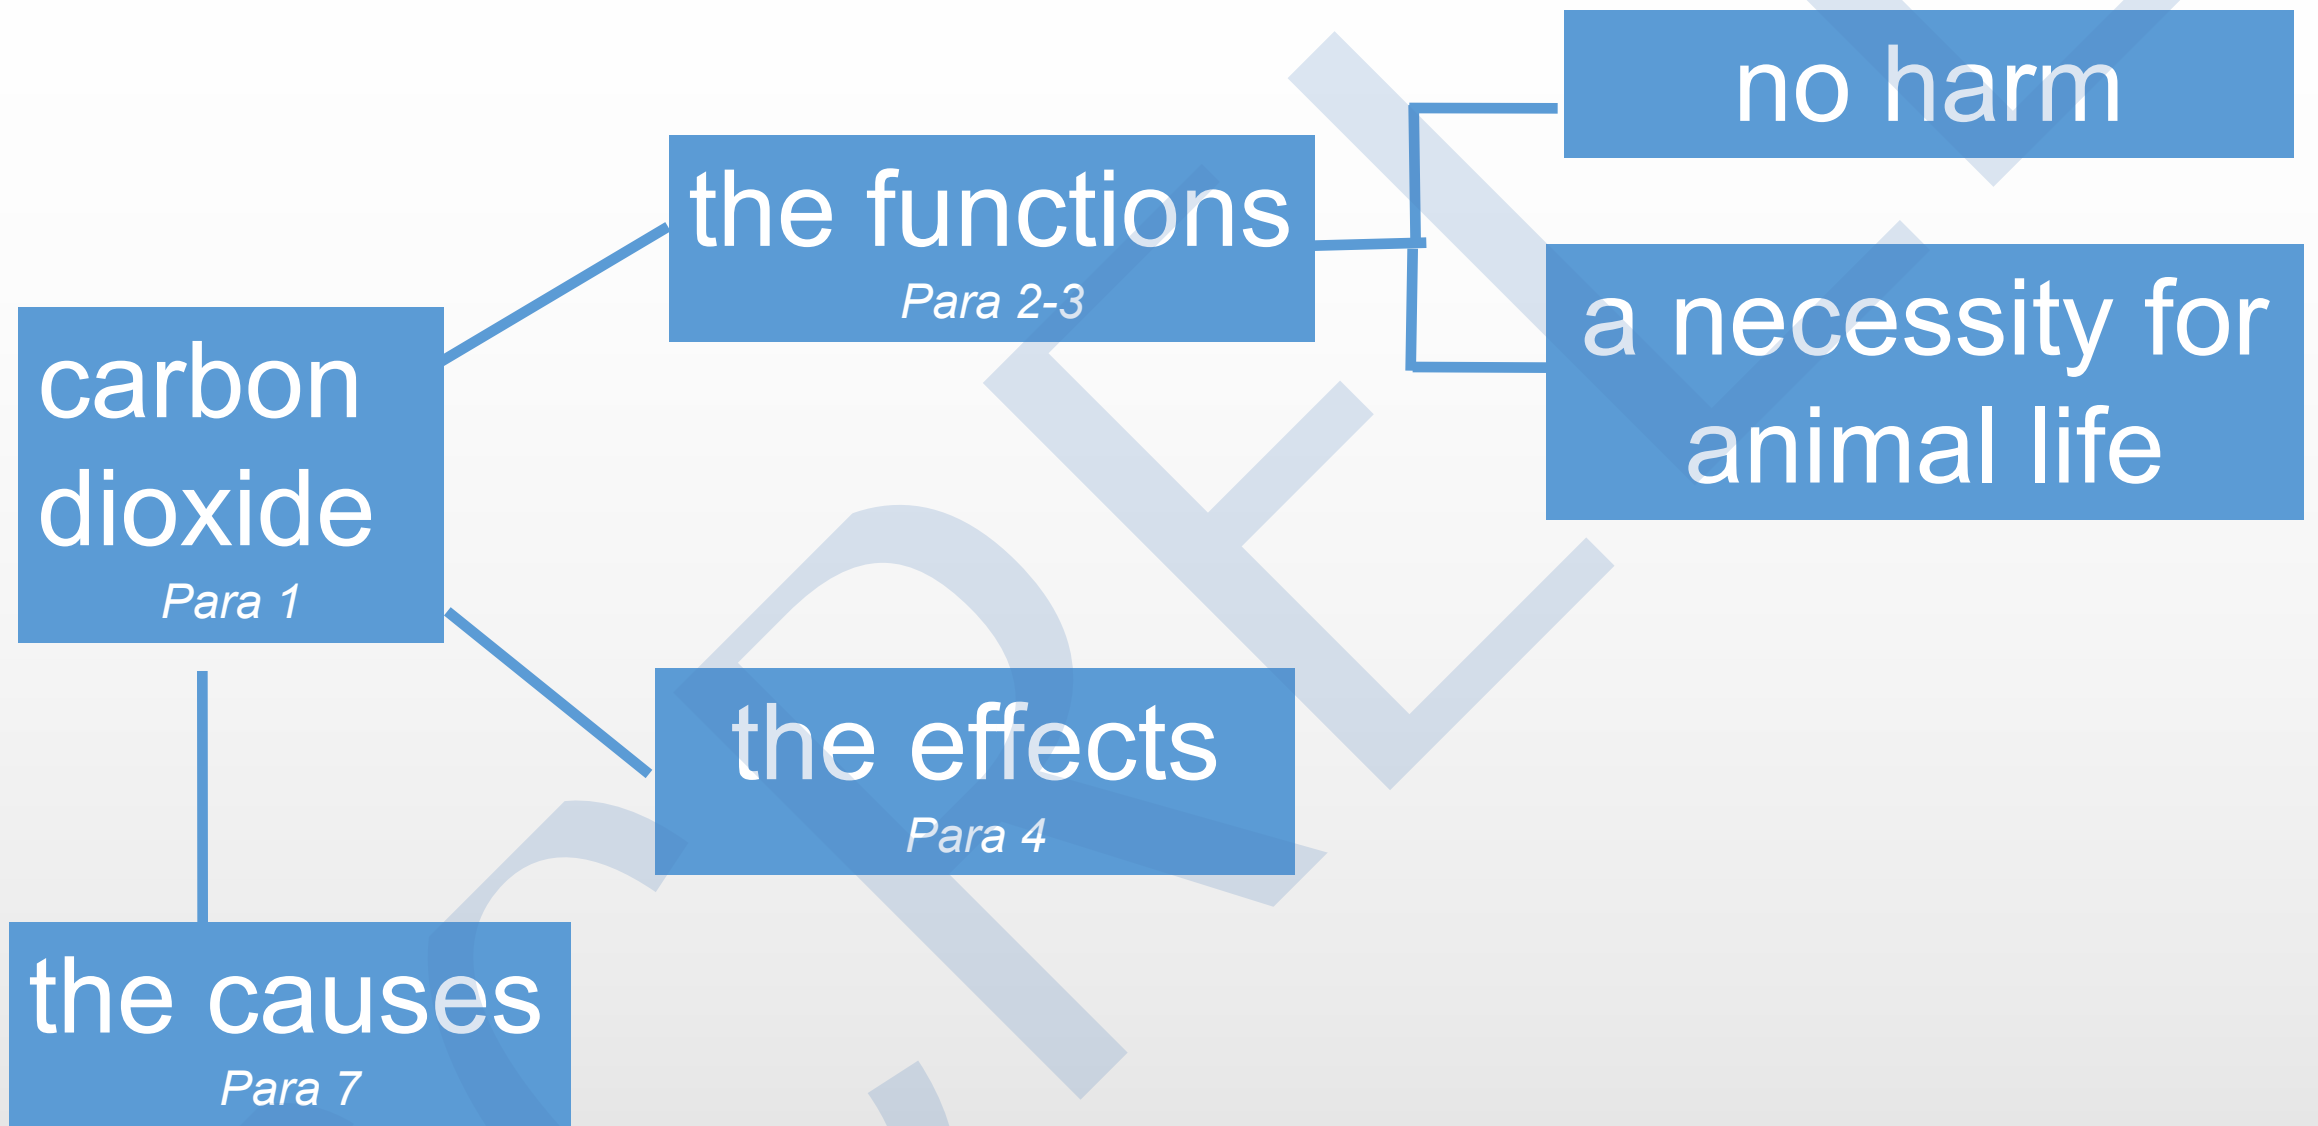 carbon
dioxide
Para 1
the functions
Para 2-3
no harm
a necessity for
animal life
the effects
Para 4
the causes
Para 7